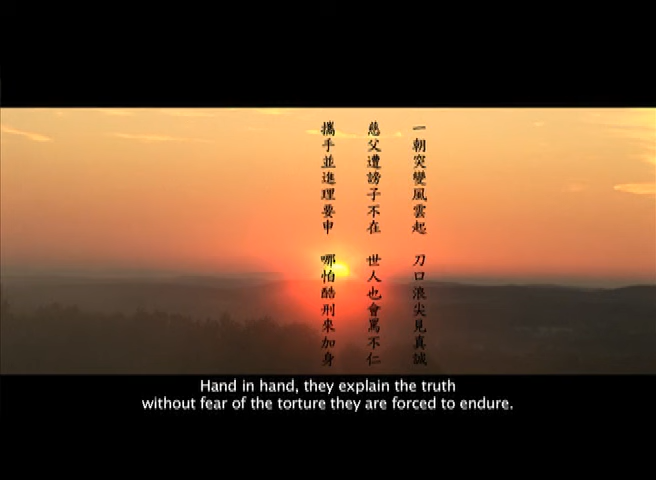 一朝突變風雲起　刀口浪尖見真誠
慈父遭謗子不在　世人也會罵不仁
攜手並進理要申　哪怕酷刑來加身
Hand in hand, they explain the truth
without fear of the torture they are forced to endure.